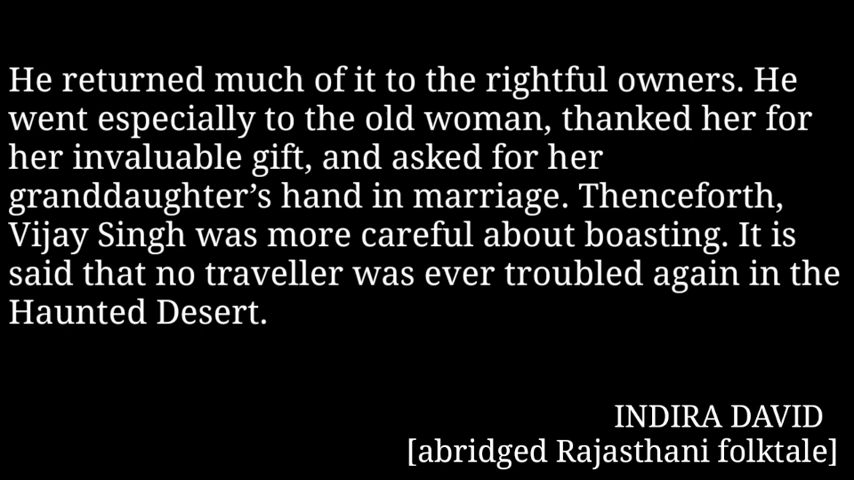 He returned much of it to the rightful owners. He
went especially to the old woman, thanked her for
her invaluable gift, and asked for her
granddaughter’s hand in marriage. Thenceforth,
Vijay Singh was more careful about boasting. It is
said that no traveller was ever troubled again in the
Haunted Desert.
INDIRA DAVID
[abridged Rajasthani folktale]